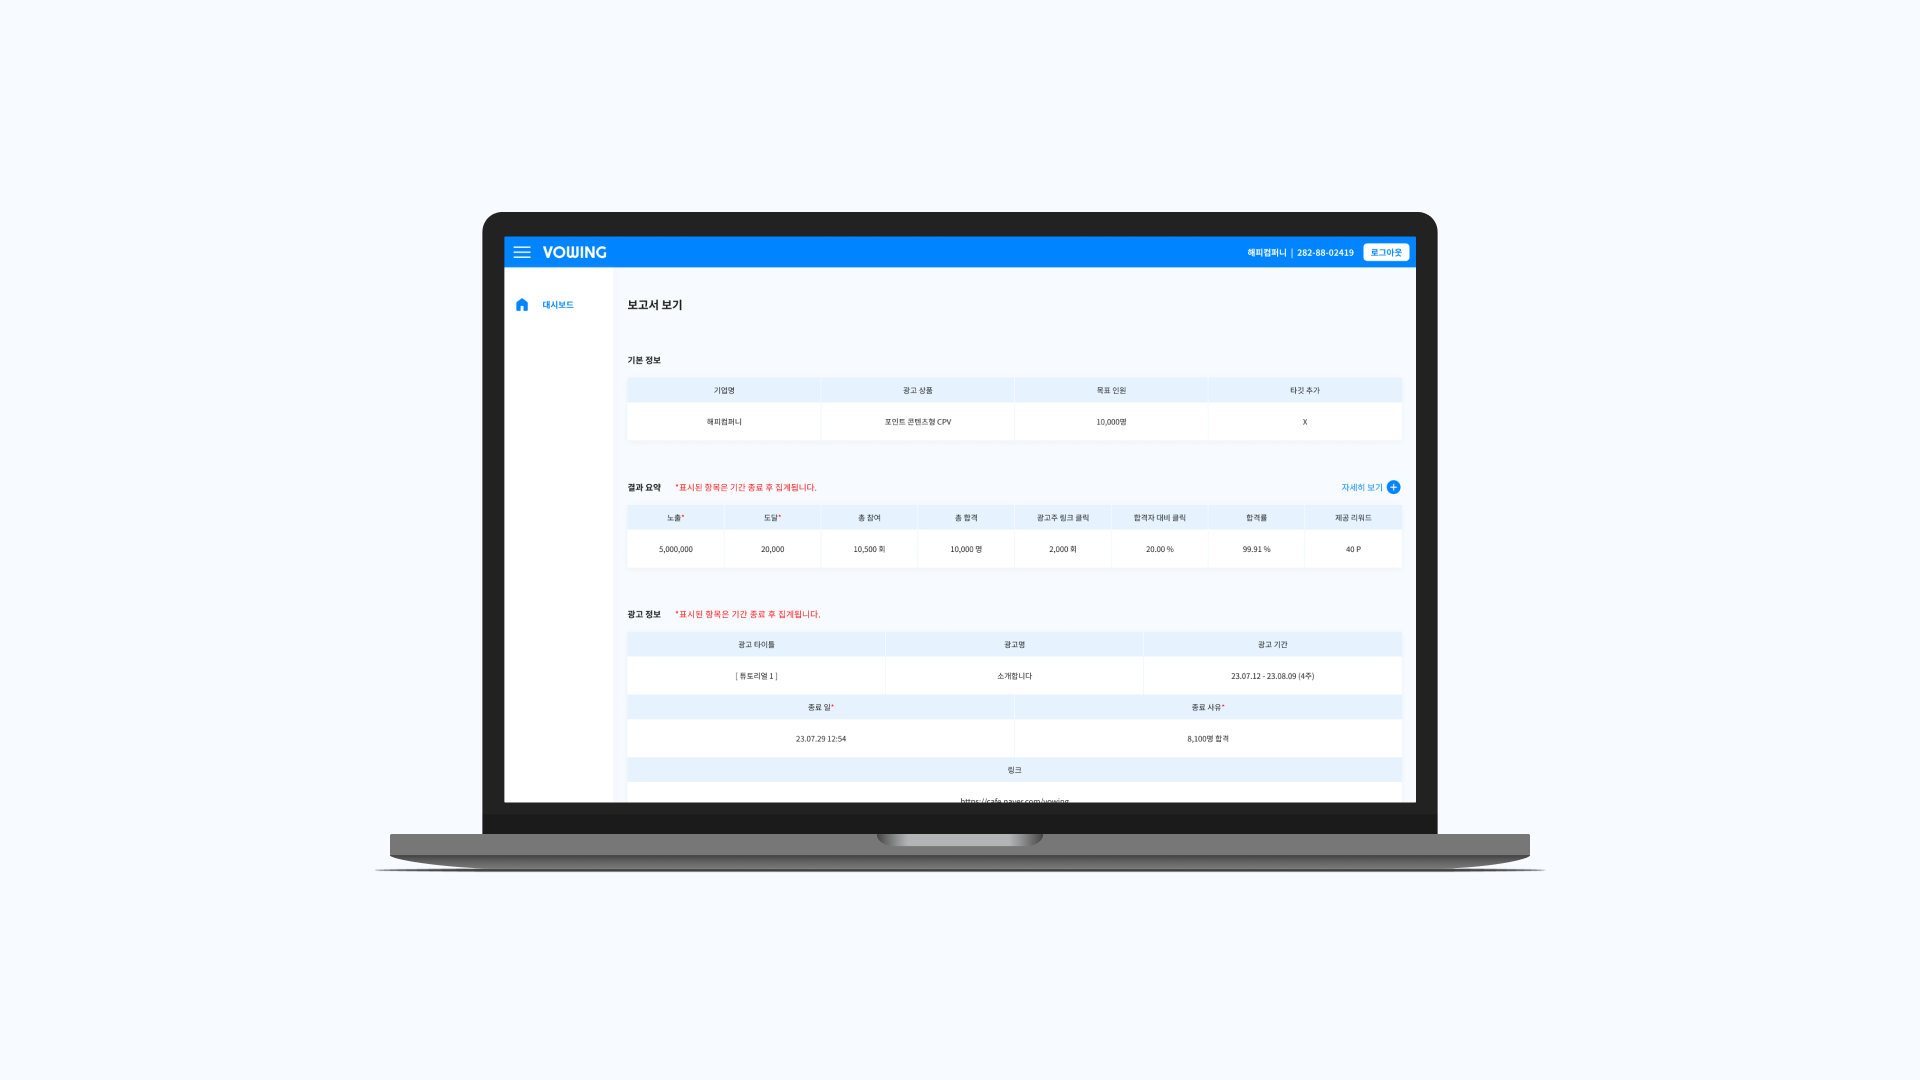 VOWING
해피컴퍼니 | 282-88-02419 로그아웃
대시보드
보고서 보기
기본 정보
기업명 광고 상품 목표 인원 타깃 추가
해피컴퍼니 포인트 콘텐츠형 CPV 10,000명 X
결과 요약 *표시된 항목은 기간 종료 후 집계됩니다. 자세히 보기
노출* 도달* 총 참여 총 합격 광고주 링크 클릭 합격자 대비 클릭 합격률 제공 리워드
5,000,000 20,000 10,500 회 10,000 명 2,000 회 20.00 % 99.91 % 40 P
광고 정보 *표시된 항목은 기간 종료 후 집계됩니다.
광고 타이틀 광고명 광고 기간
[ 튜토리얼 1 ] 소개합니다 23.07.12 - 23.08.09 (4주)
종료 일* 종료 사유*
23.07.29 12:54 8,100명 합격
링크
https://cafe.naver.com/vowing